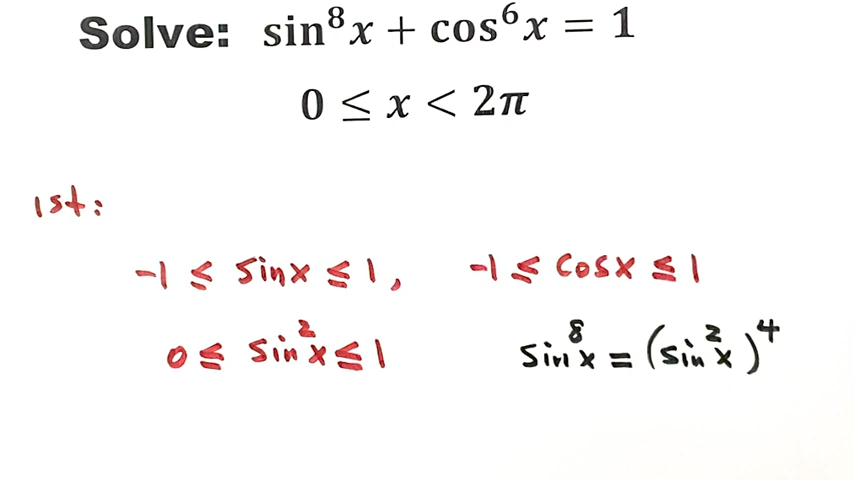 Solve: sin⁸x + cos⁶x = 1
0 ≤ x < 2π
1st:
-1 ≤ sinx ≤ 1, -1 ≤ cosx ≤ 1
0 ≤ sin²x ≤ 1 sin⁸x = (sin²x)⁴